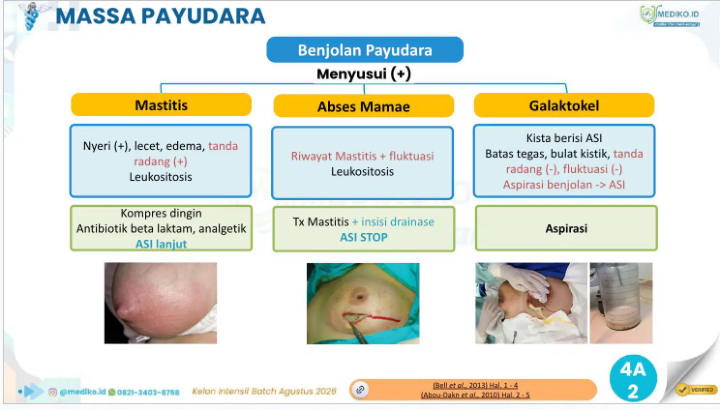 MASSA PAYUDARA
MEDIKO.ID
Benjolan Payudara
Menyusui (+)
Mastitis
Nyeri (+), lecet, edema, tanda
radang (+)
Leukositosis
Kompres dingin
Antibiotik beta laktam, analgetik
ASI lanjut
Abses Mamae
Riwayat Mastitis + fluktuasi
Leukositosis
Tx Mastitis + insisi drainase
ASI STOP
Galaktokel
Kista berisi ASI
Batas tegas, bulat kistik, tanda
radang (-), fluktuasi (-)
Aspirasi benjolan -> ASI
Aspirasi
@mediko.id 0821-3403-8758
Kelan Intensif Batch Agustus 2026
(Bell et al., 2013) Hal. 1 - 4
(Abou-Dakn et al., 2010) Hal. 2 - 5
4A
2
VERIFIED